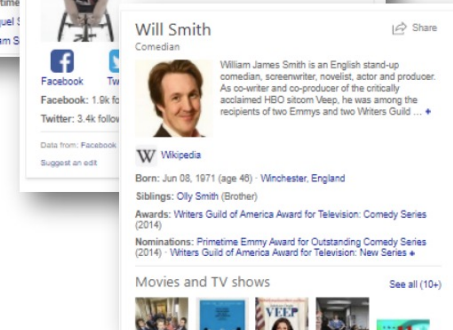 time
quel S
am S
Facebook
Tw
Facebook: 1.9k fo
Twitter: 3.4k follow
Data from: Facebook
Suggest an edit
Will Smith
Share
Comedian
William James Smith is an English stand-up
comedian, screenwriter, novelist, actor and producer.
As co-writer and co-producer of the critically
acclaimed HBO sitcom Veep, he was among the
recipients of two Emmys and two Writers Guild ... +
W Wikipedia
Born: Jun 08, 1971 (age 46) · Winchester, England
Siblings: Olly Smith (Brother)
Awards: Writers Guild of America Award for Television: Comedy Series
(2014)
Nominations: Primetime Emmy Award for Outstanding Comedy Series
(2014) · Writers Guild of America Award for Television: New Series +
Movies and TV shows
See all (10+)
VEEP